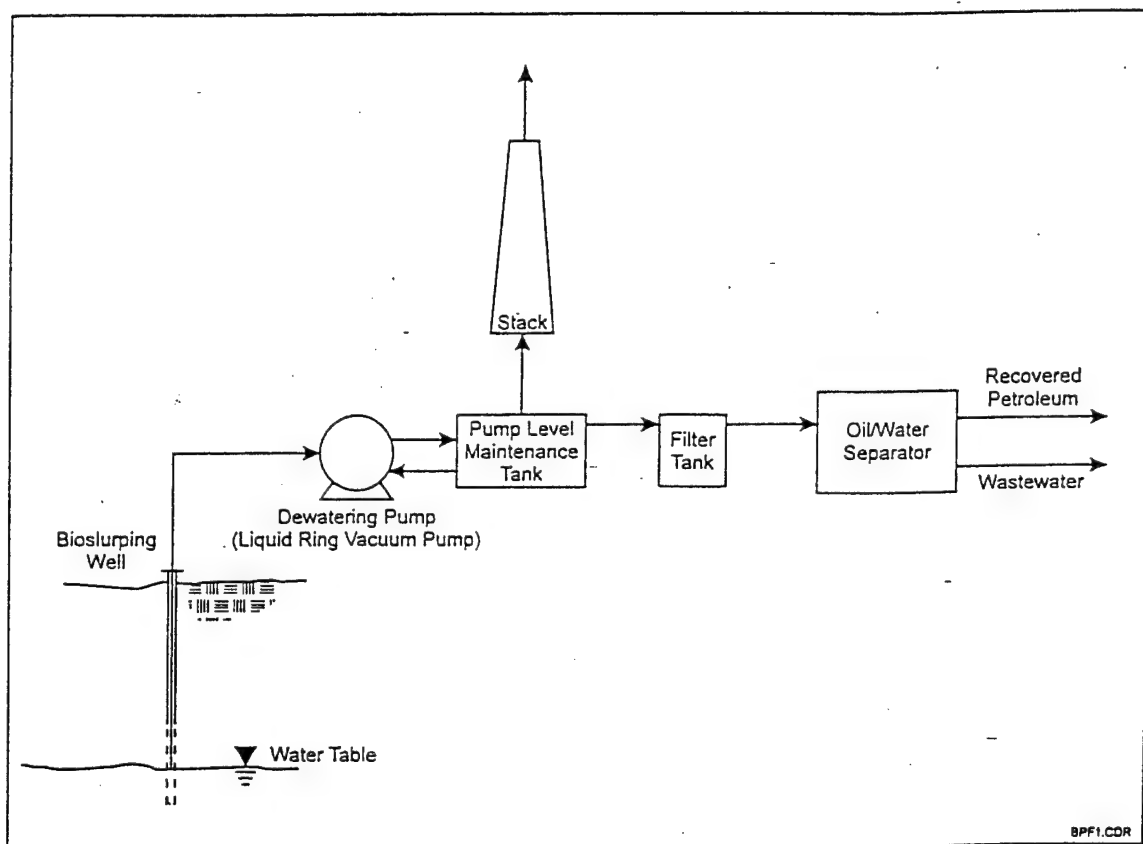 Stack
Recovered
Petroleum
Pump Level
Maintenance
Tank
Filter
Tank
Oil/Water
Separator
Wastewater
Dewatering Pump
(Liquid Ring Vacuum Pump)
Bioslurping
Well
Water Table
BPF1.CDR